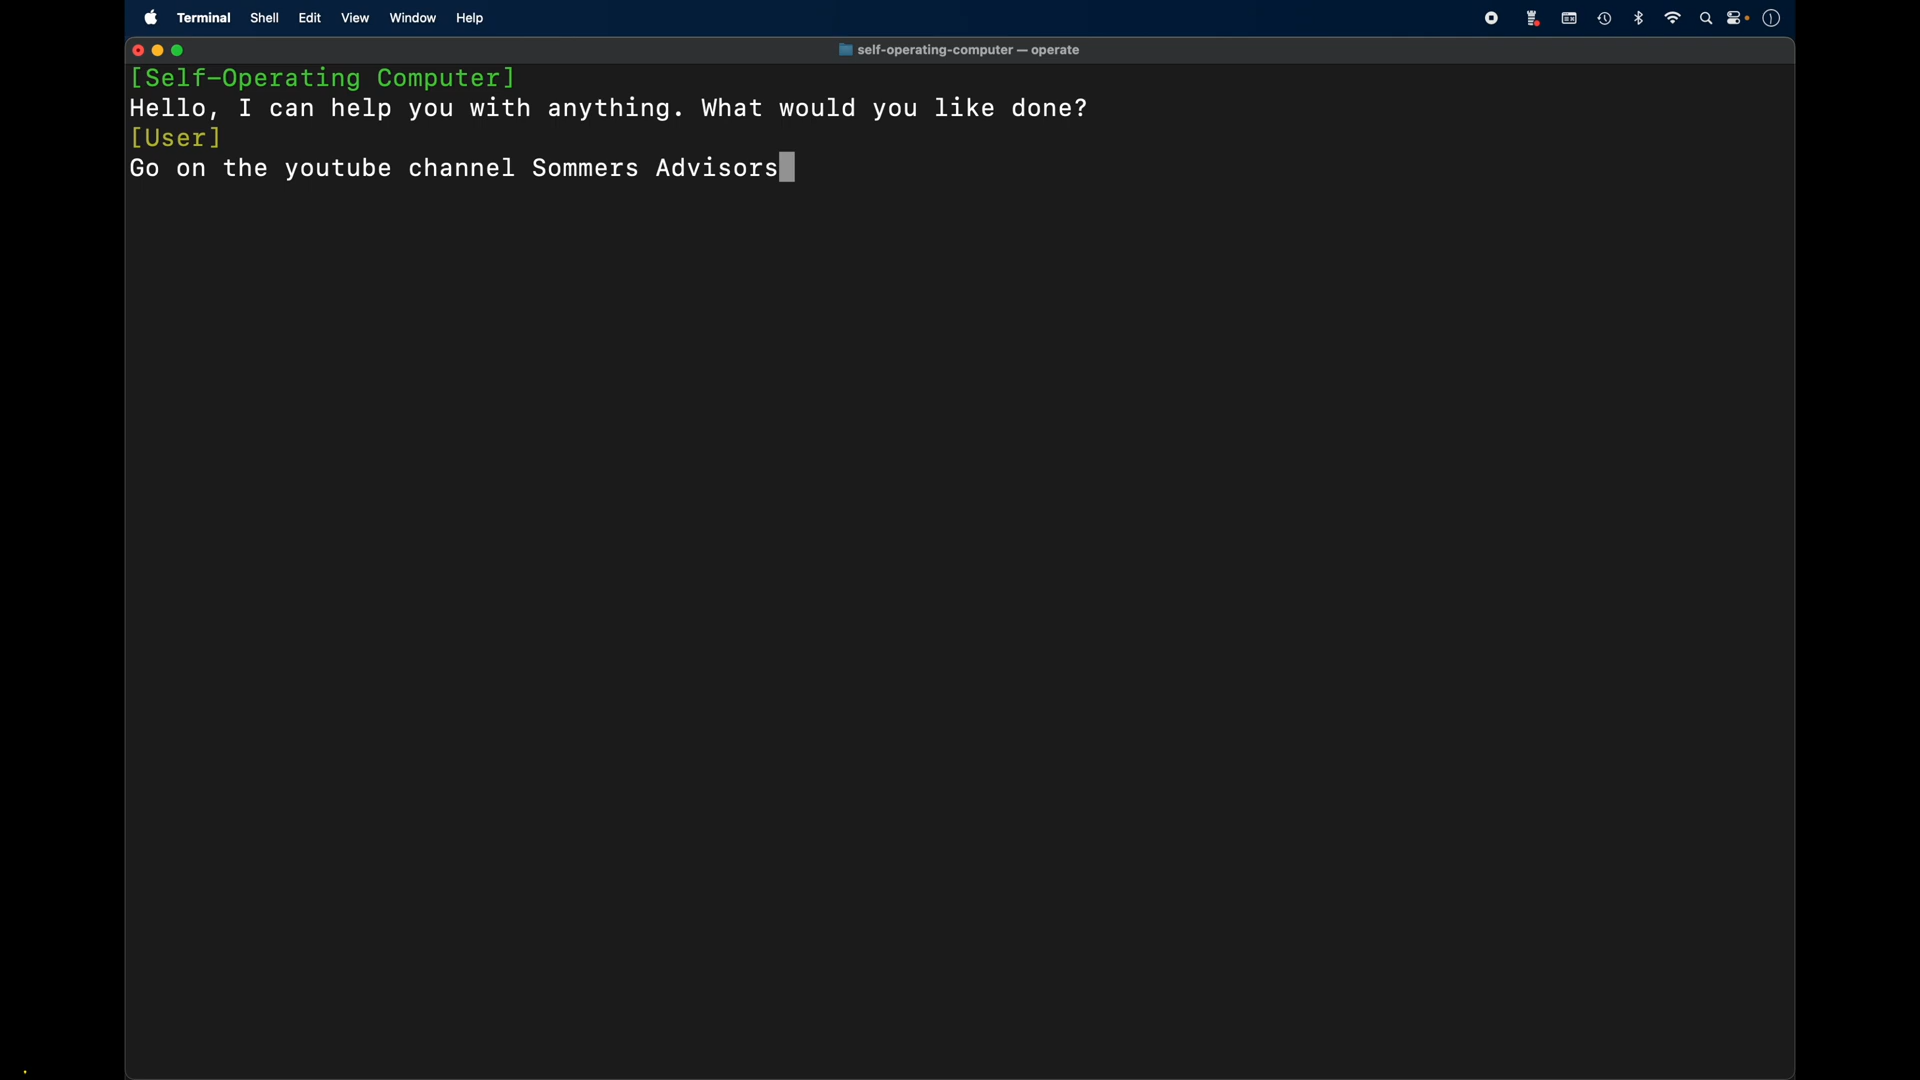 Terminal Shell Edit View Window Help
self-operating-computer — operate
[Self-Operating Computer]
Hello, I can help you with anything. What would you like done?
[User]
Go on the youtube channel Sommers Advisors